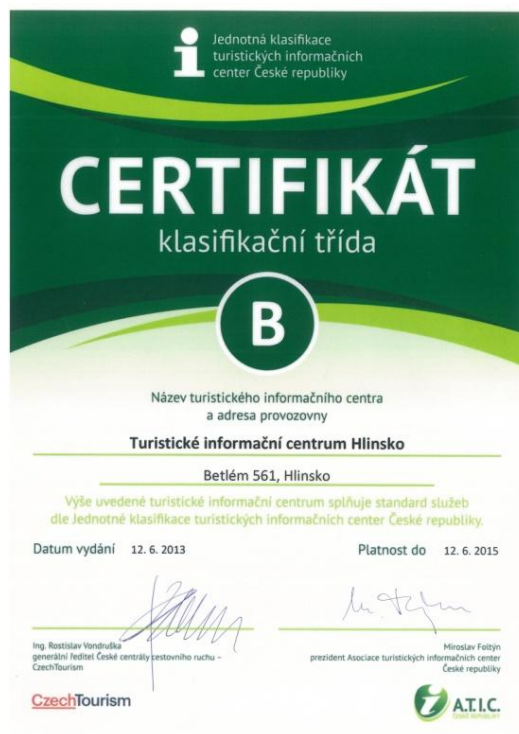 Jednotná klasifikace
turistických informačních
center České republiky
CERTIFIKÁT
klasifikační třída
B
Název turistického informačního centra
a adresa provozovny
Turistické informační centrum Hlinsko
Betlém 561, Hlinsko
Výše uvedené turistické informační centrum splňuje standard služeb
dle Jednotné klasifikace turistických informačních center České republiky.
Datum vydání 12. 6. 2013 Platnost do 12. 6. 2015
Ing. Rostislav Vondruška
generální ředitel České centrály cestovního ruchu –
CzechTourism
Miroslav Foltýn
prezident Asociace turistických informačních center
České republiky
CzechTourism
A.T.I.C.
ČESKÉ REPUBLIKY